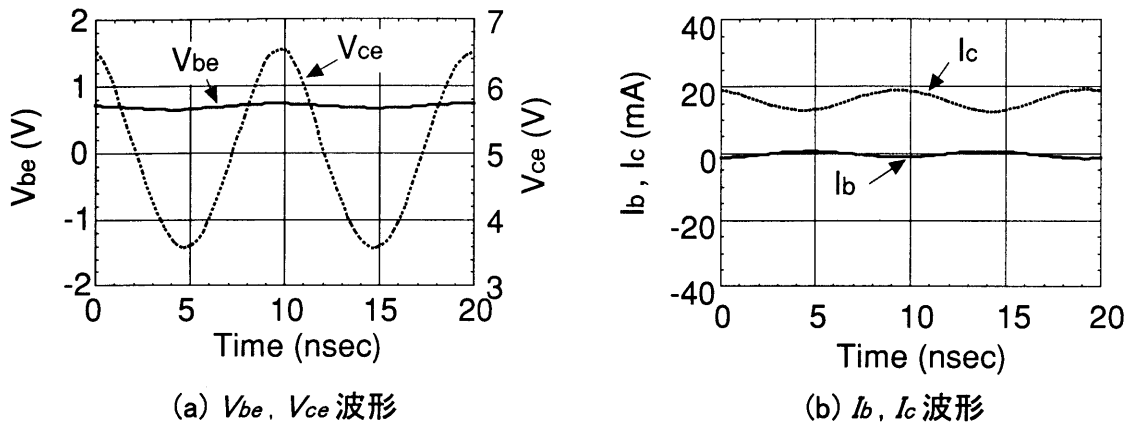 2
1
0
-1
-2
Vbe (V)
7
6
5
4
3
Vce (V)
Vbe
Vce
0 5 10 15 20
Time (nsec)
(a) Vbe, Vce 波形
40
20
0
-20
-40
Ib , Ic (mA)
Ic
Ib
0 5 10 15 20
Time (nsec)
(b) Ib, Ic 波形